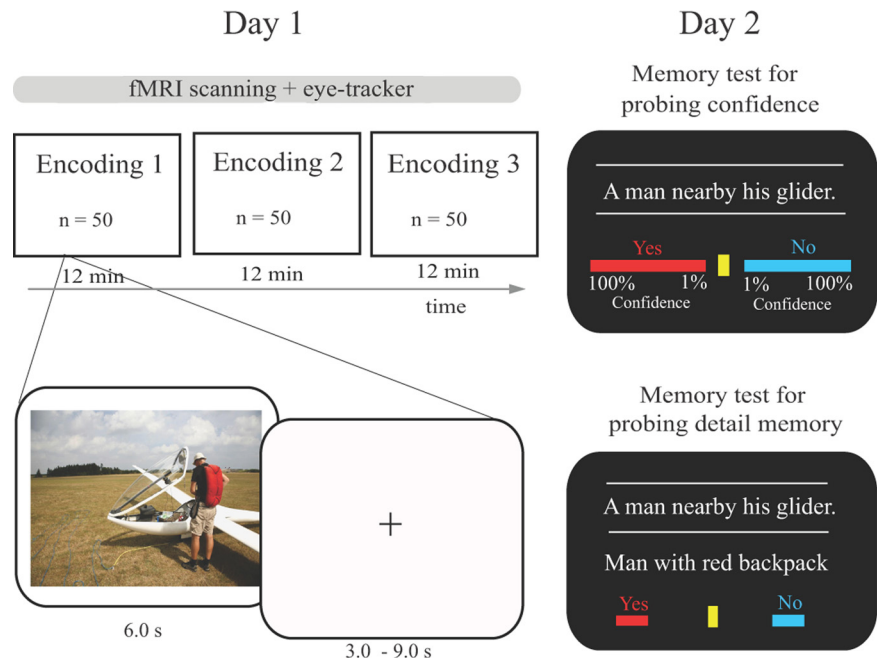 Day 1
fMRI scanning + eye-tracker
Encoding 1
n = 50
Encoding 2
n = 50
Encoding 3
n = 50
12 min
12 min
12 min
time
6.0 s
3.0 - 9.0 s
Day 2
Memory test for
probing confidence
A man nearby his glider.
Yes No
100% 1% 1% 100%
Confidence Confidence
Memory test for
probing detail memory
A man nearby his glider.
Man with red backpack
Yes No